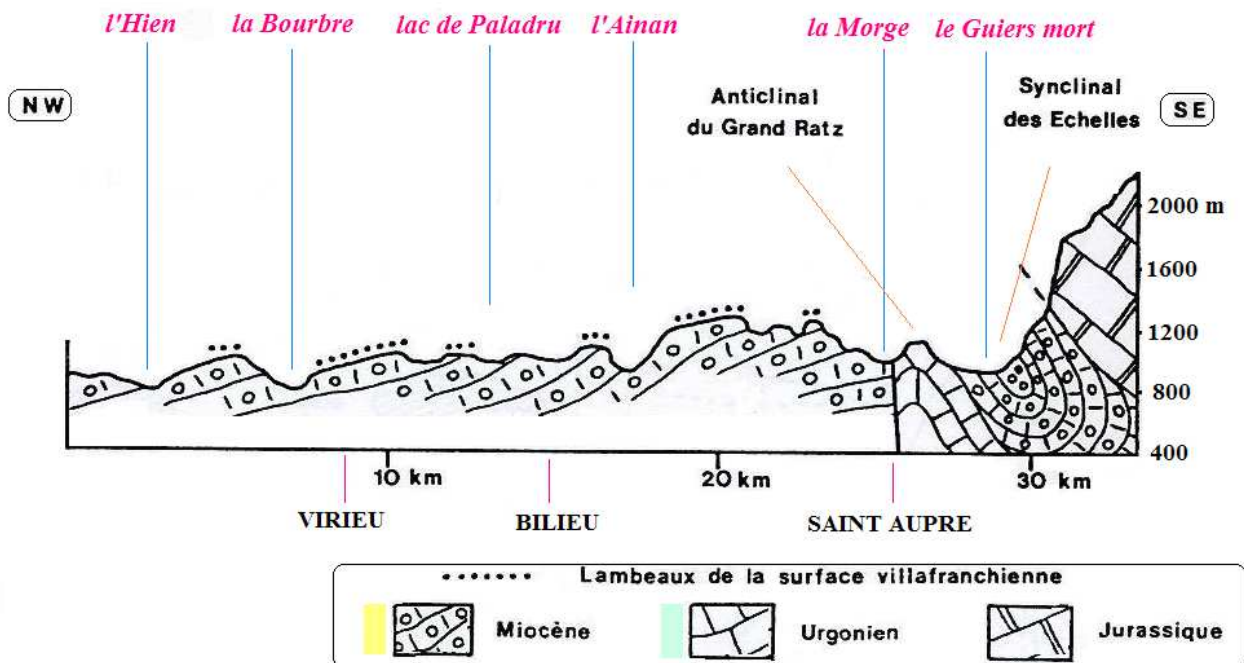 l'Hien la Bourbre lac de Paladru l'Ainan la Morge le Guiers mort
NW
Anticlinal
du Grand Ratz
Synclinal
des Echelles
SE
2000 m
1600
1200
800
400
10 km
20 km
30 km
VIRIEU BILIEU SAINT AUPRE
Lambeaux de la surface villafranchienne
Miocène Urgonien Jurassique